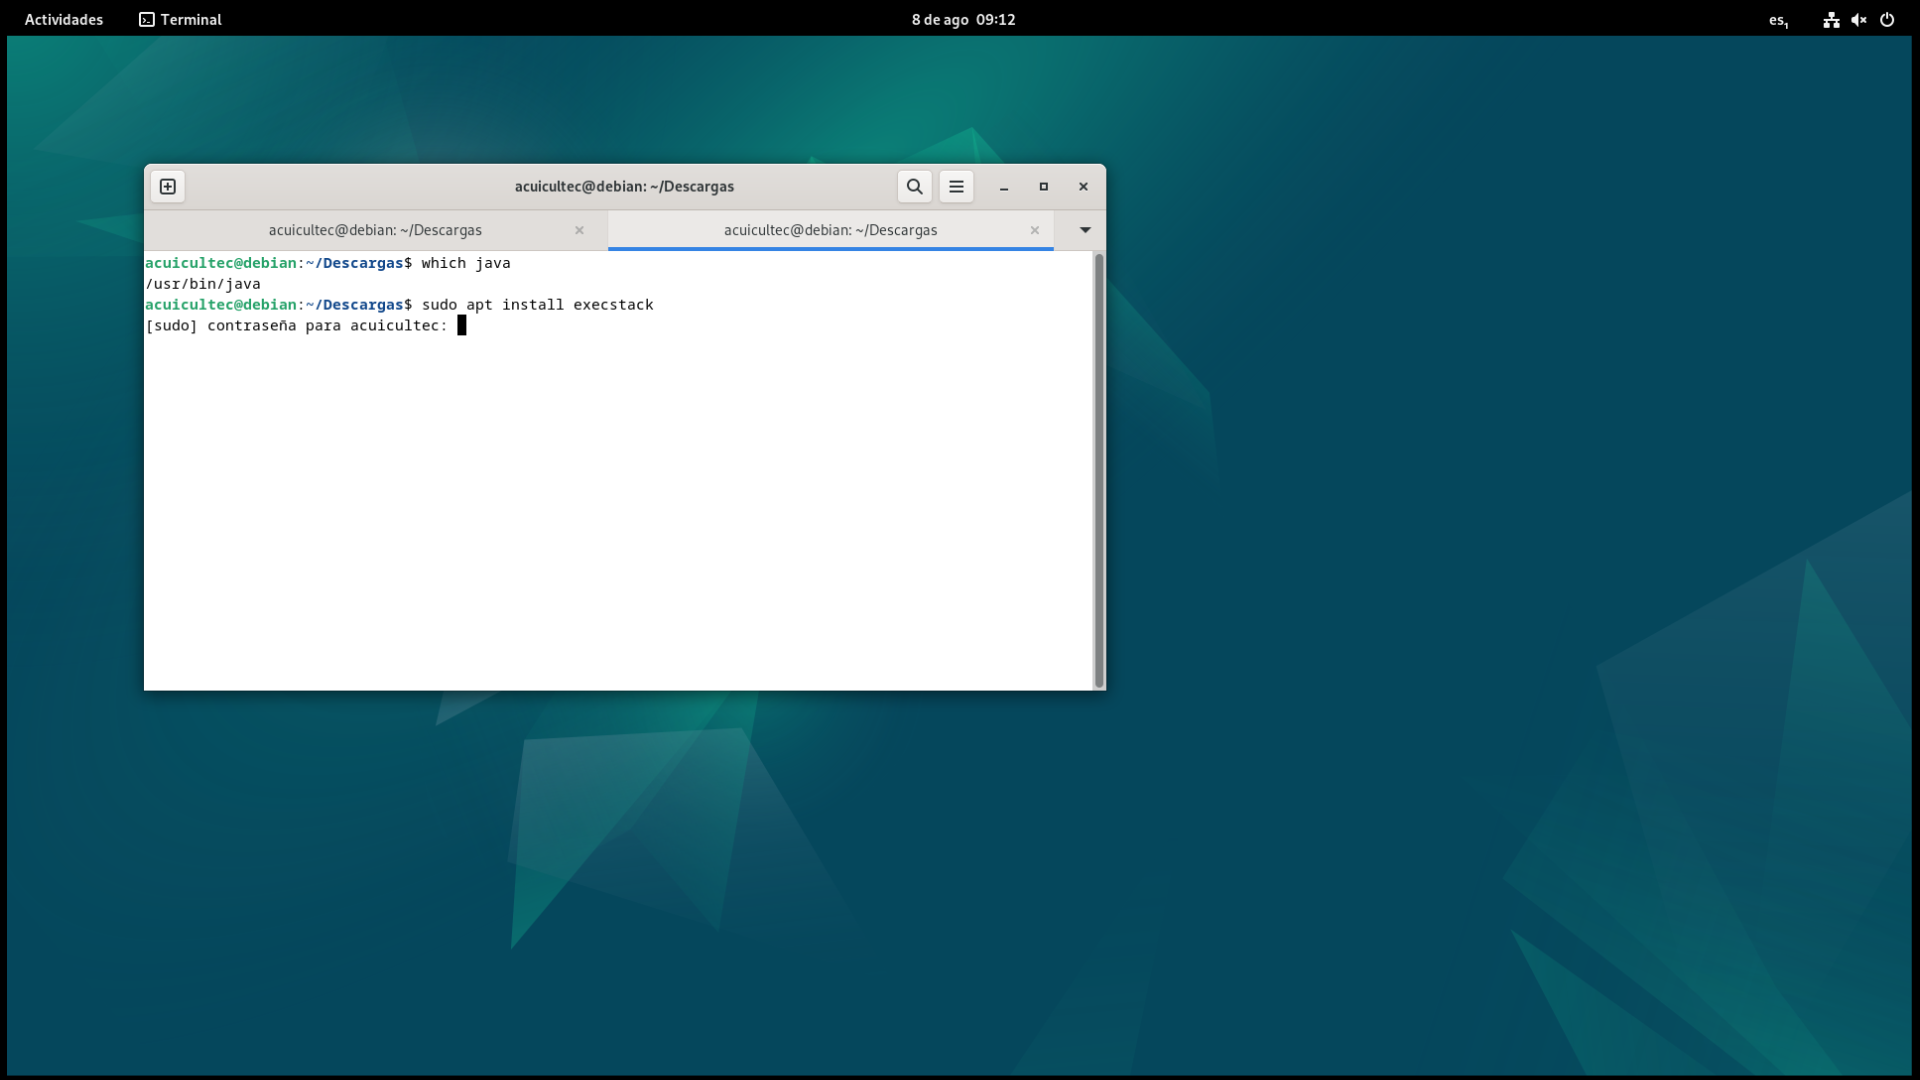 Actividades
Terminal
8 de ago 09:12
es₁
acuicultec@debian: ~/Descargas
acuicultec@debian: ~/Descargas
acuicultec@debian: ~/Descargas
acuicultec@debian:~/Descargas$ which java
/usr/bin/java
acuicultec@debian:~/Descargas$ sudo apt install execstack
[sudo] contraseña para acuicultec: